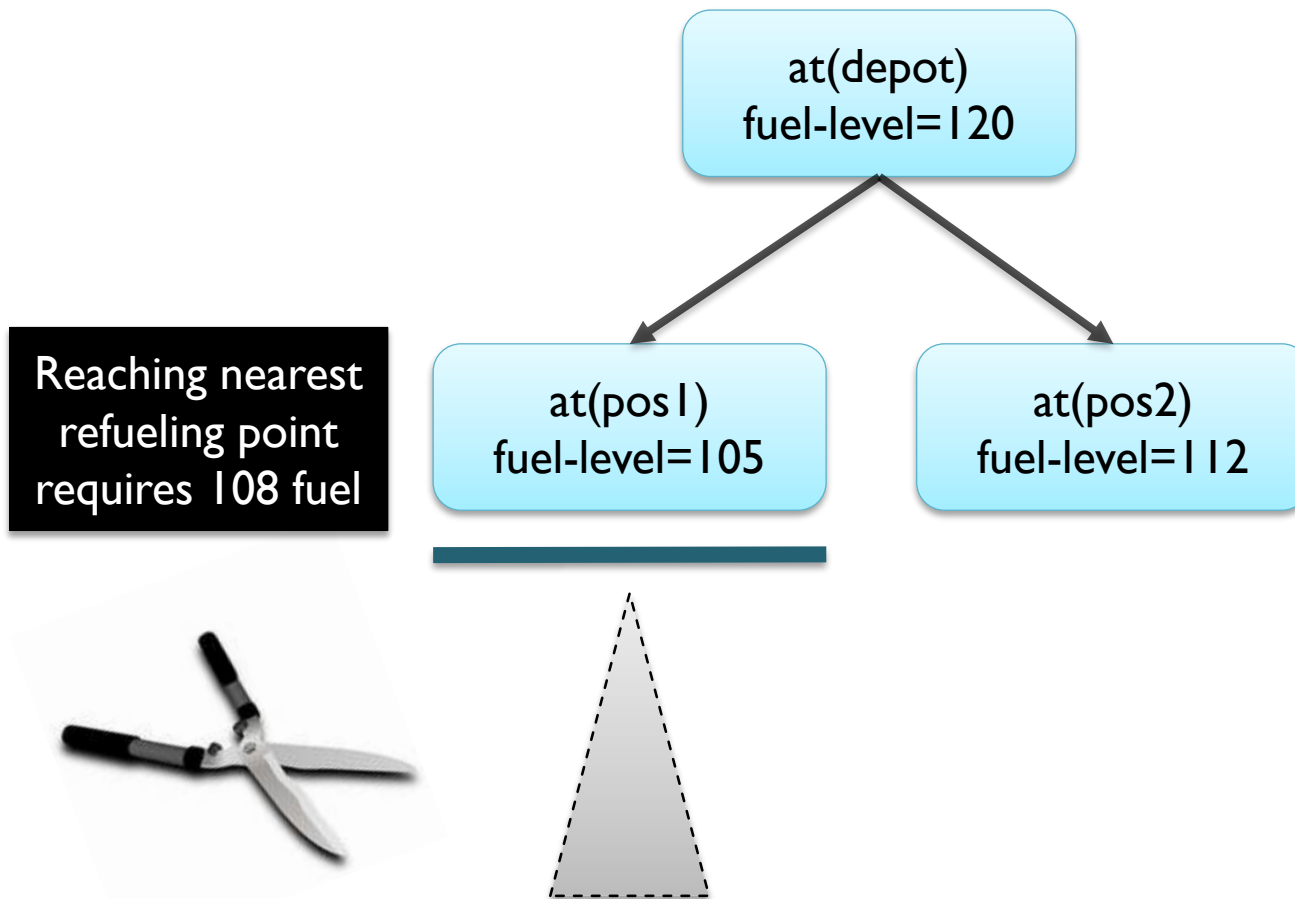 at(depot)
fuel-level=120
Reaching nearest
refueling point
requires 108 fuel
at(pos1)
fuel-level=105
at(pos2)
fuel-level=112